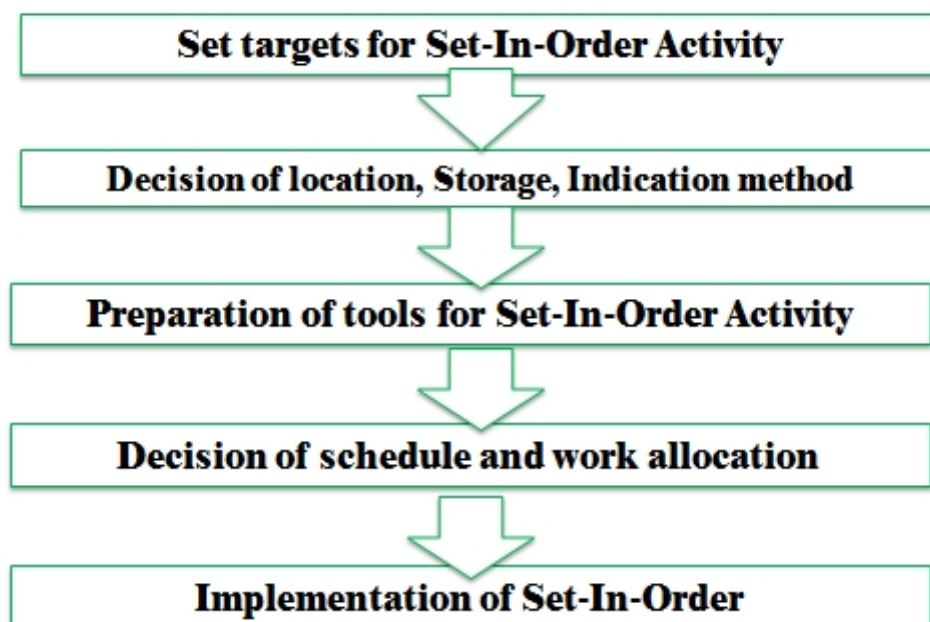 Set targets for Set-In-Order Activity
Decision of location, Storage, Indication method
Preparation of tools for Set-In-Order Activity
Decision of schedule and work allocation
Implementation of Set-In-Order